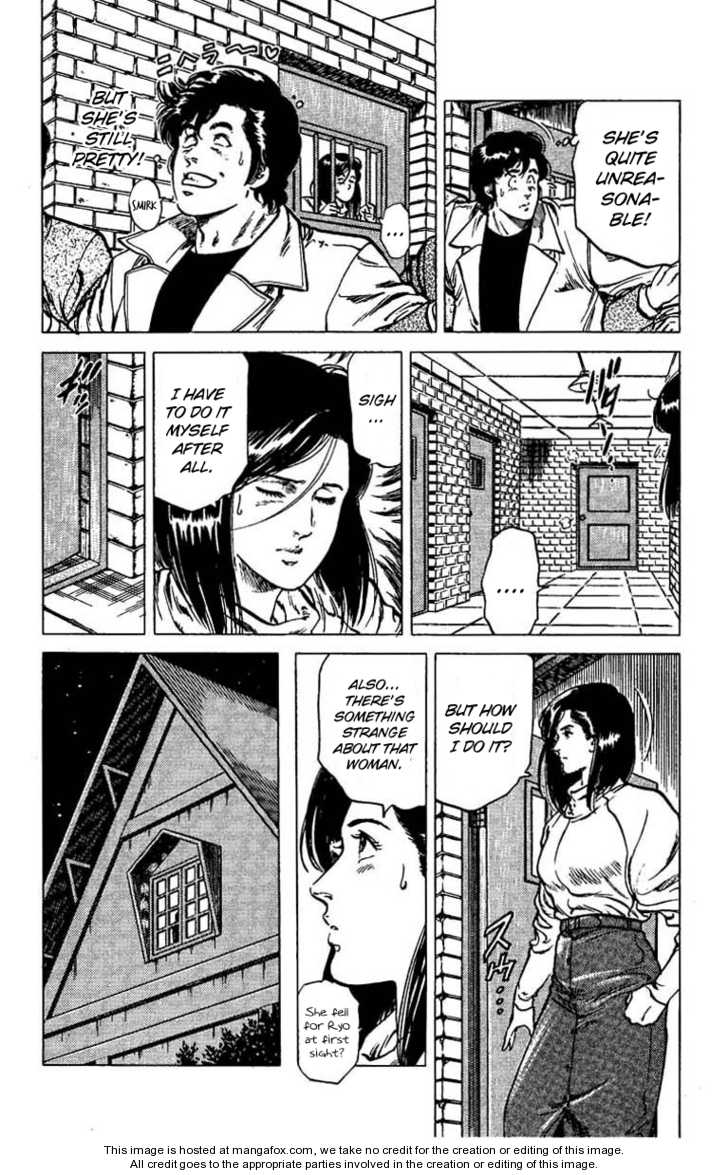 SHE'S
QUITE
UNREA-
SONA-
BLE!
BUT
SHE'S
STILL
PRETTY!
SMIRK
ニヘラ〜♡
...
....
SIGH
...
I HAVE
TO DO IT
MYSELF
AFTER
ALL.
BUT HOW
SHOULD
I DO IT?
ALSO...
THERE'S
SOMETHING
STRANGE
ABOUT THAT
WOMAN.
She fell
for Ryo
at first
sight?
This image is hosted at mangafox.com, we take no credit for the creation or editing of this image.
All credit goes to the appropriate parties involved in the creation or editing of this image.